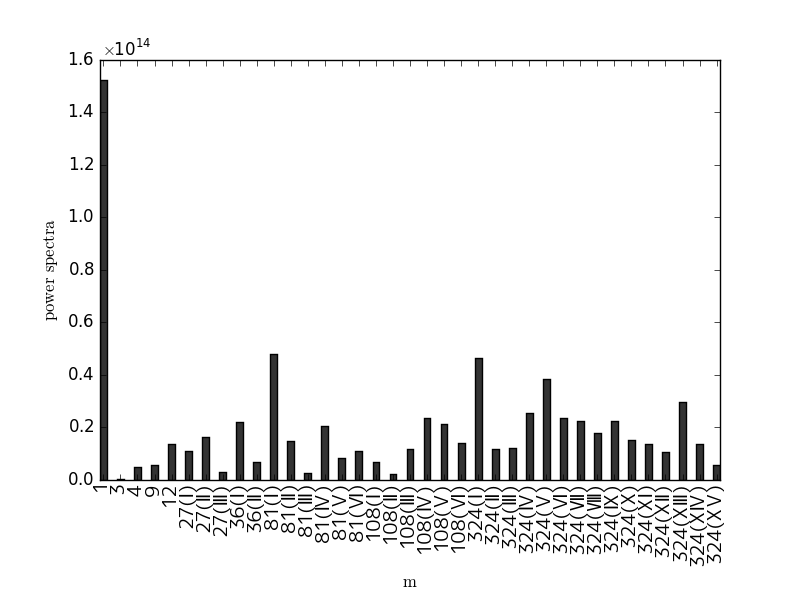 ×10^14
1.6
1.4
1.2
1.0
0.8
0.6
0.4
0.2
0.0
power spectra
1
3
4
9
12
27(I)
27(II)
27(III)
36(I)
36(II)
81(I)
81(II)
81(III)
81(IV)
81(V)
81(VI)
108(I)
108(II)
108(III)
108(IV)
108(V)
108(VI)
324(I)
324(II)
324(III)
324(IV)
324(V)
324(VI)
324(VII)
324(VIII)
324(IX)
324(X)
324(XI)
324(XII)
324(XIII)
324(XIV)
324(XV)
m